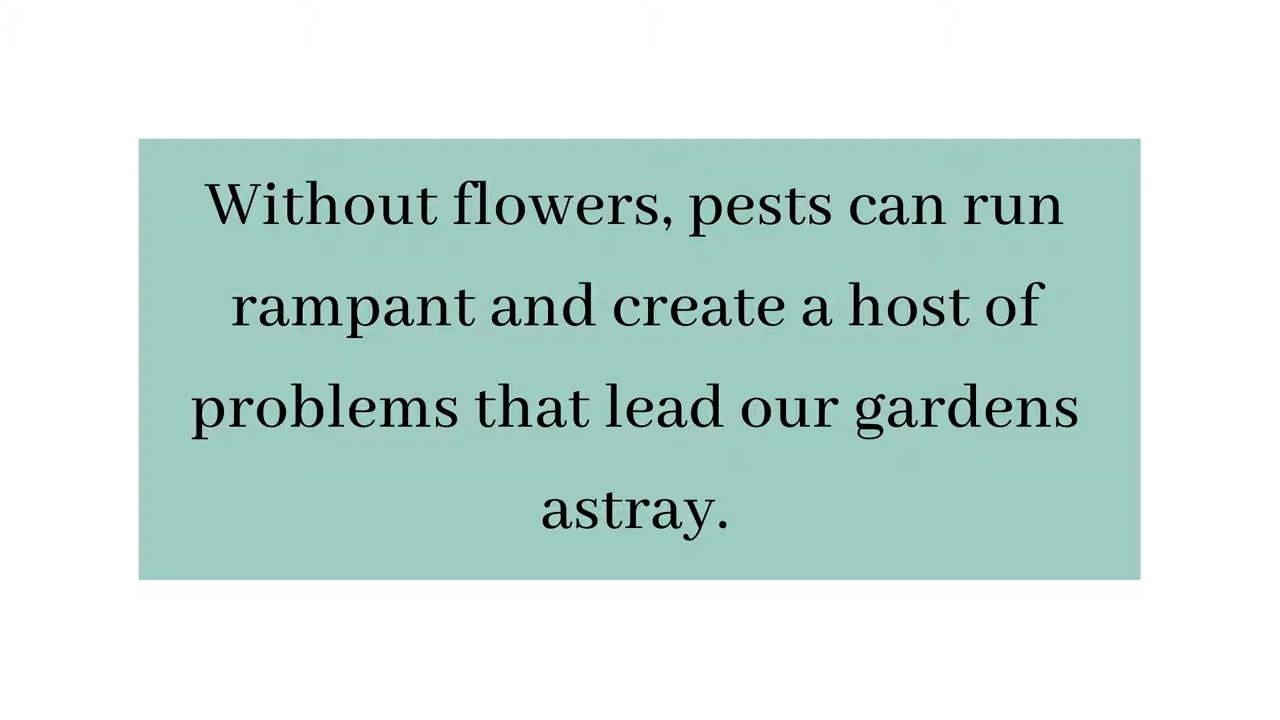 Without flowers, pests can run
rampant and create a host of
problems that lead our gardens
astray.